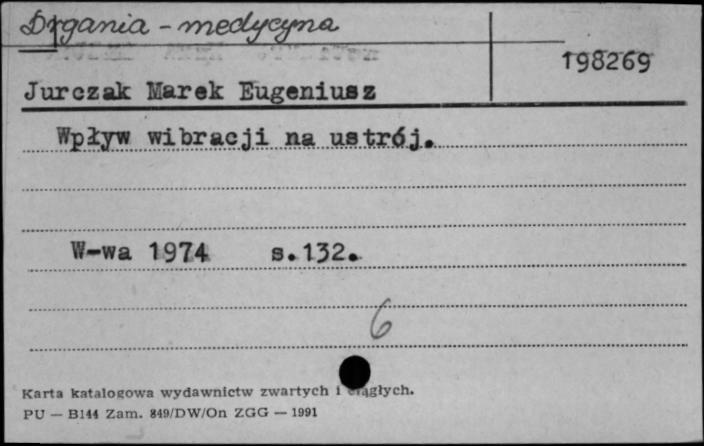 Drgania - medycyna
198269
Jurczak Marek Eugeniusz
Wpływ wibracji na ustrój.
W-wa 1974 s.132.
6
Karta katalogowa wydawnictw zwartych i ciągłych.
PU — B144 Zam. 849/DW/On ZGG — 1991